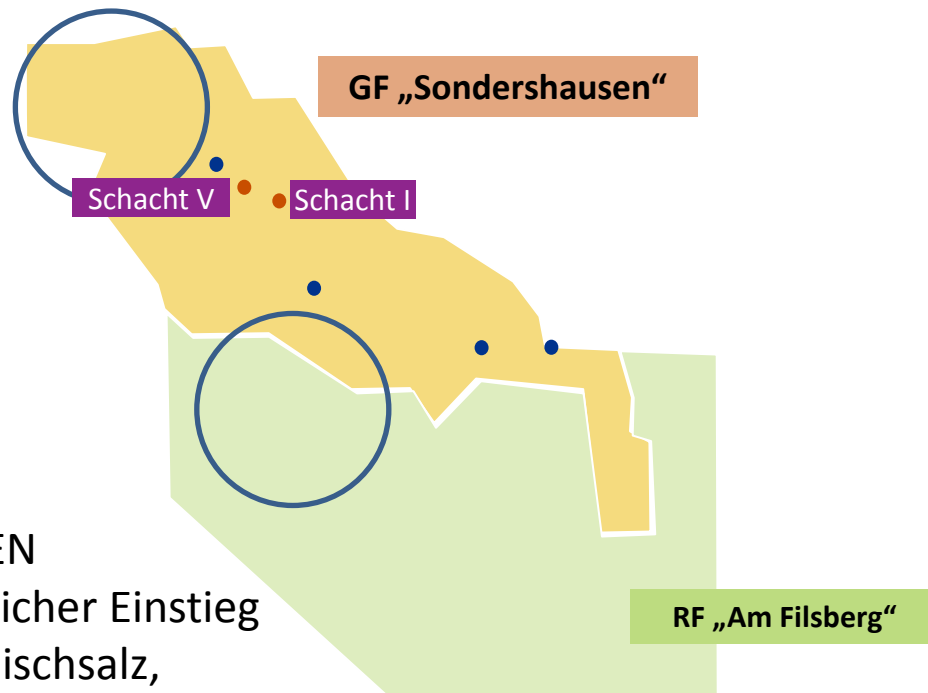 GF „Sondershausen“
Schacht V
Schacht I
EN
icher Einstieg
ischsalz,
RF „Am Filsberg“